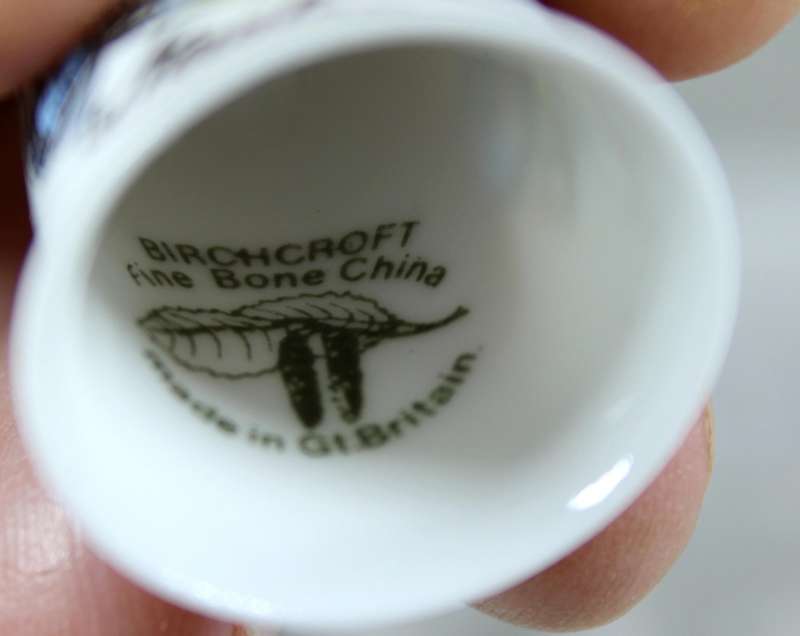 BIRCHCROFT
Fine Bone China
made in Gt.Britain.